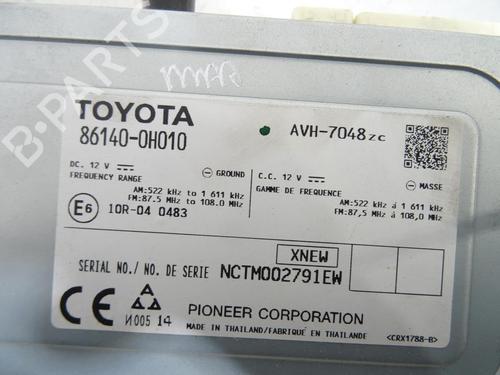 B-PARTS
TOYOTA
86140-0H010
AVH-7048zc
DC. 12 V
GROUND
C.C. 12 V
MASSE
FREQUENCY RANGE
GAMME DE FREQUENCE
AM:522 kHz to 1 611 kHz
AM:522 kHz á 1 611 kHz
FM:87.5 MHz to 108.0 MHz
FM:87,5 MHz á 108,0 MHz
E6 10R-04 0483
XNEW
SERIAL NO./ NO. DE SERIE NCTM002791EW
CE
И005 14
PIONEER CORPORATION
MADE IN THAILAND/FABRIQUÉ EN THAÏLANDE
<CRX1788-B>